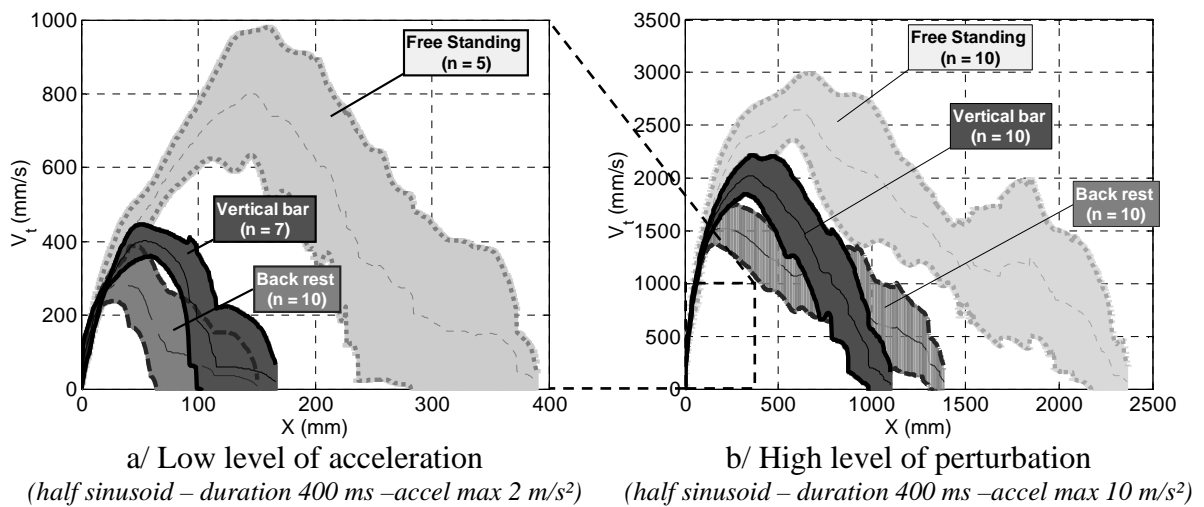 1000
800
600
400
200
0
V_t (mm/s)
0
100
200
300
400
X (mm)
Free Standing
(n = 5)
Vertical bar
(n = 7)
Back rest
(n = 10)
a/ Low level of acceleration
(half sinusoid – duration 400 ms –accel max 2 m/s²)
3500
3000
2500
2000
1500
1000
500
0
V_t (mm/s)
0
500
1000
1500
2000
2500
X (mm)
Free Standing
(n = 10)
Vertical bar
(n = 10)
Back rest
(n = 10)
b/ High level of perturbation
(half sinusoid – duration 400 ms –accel max 10 m/s²)